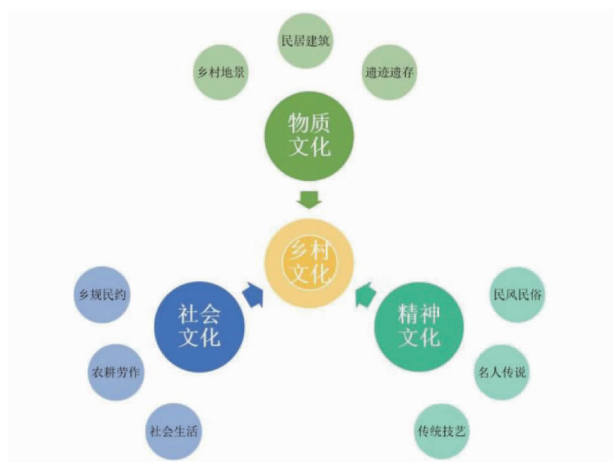 民居建筑
乡村地景
遗迹遗存
物质
文化
乡村
文化
社会
文化
乡规民约
农耕劳作
社会生活
精神
文化
民风民俗
名人传说
传统技艺